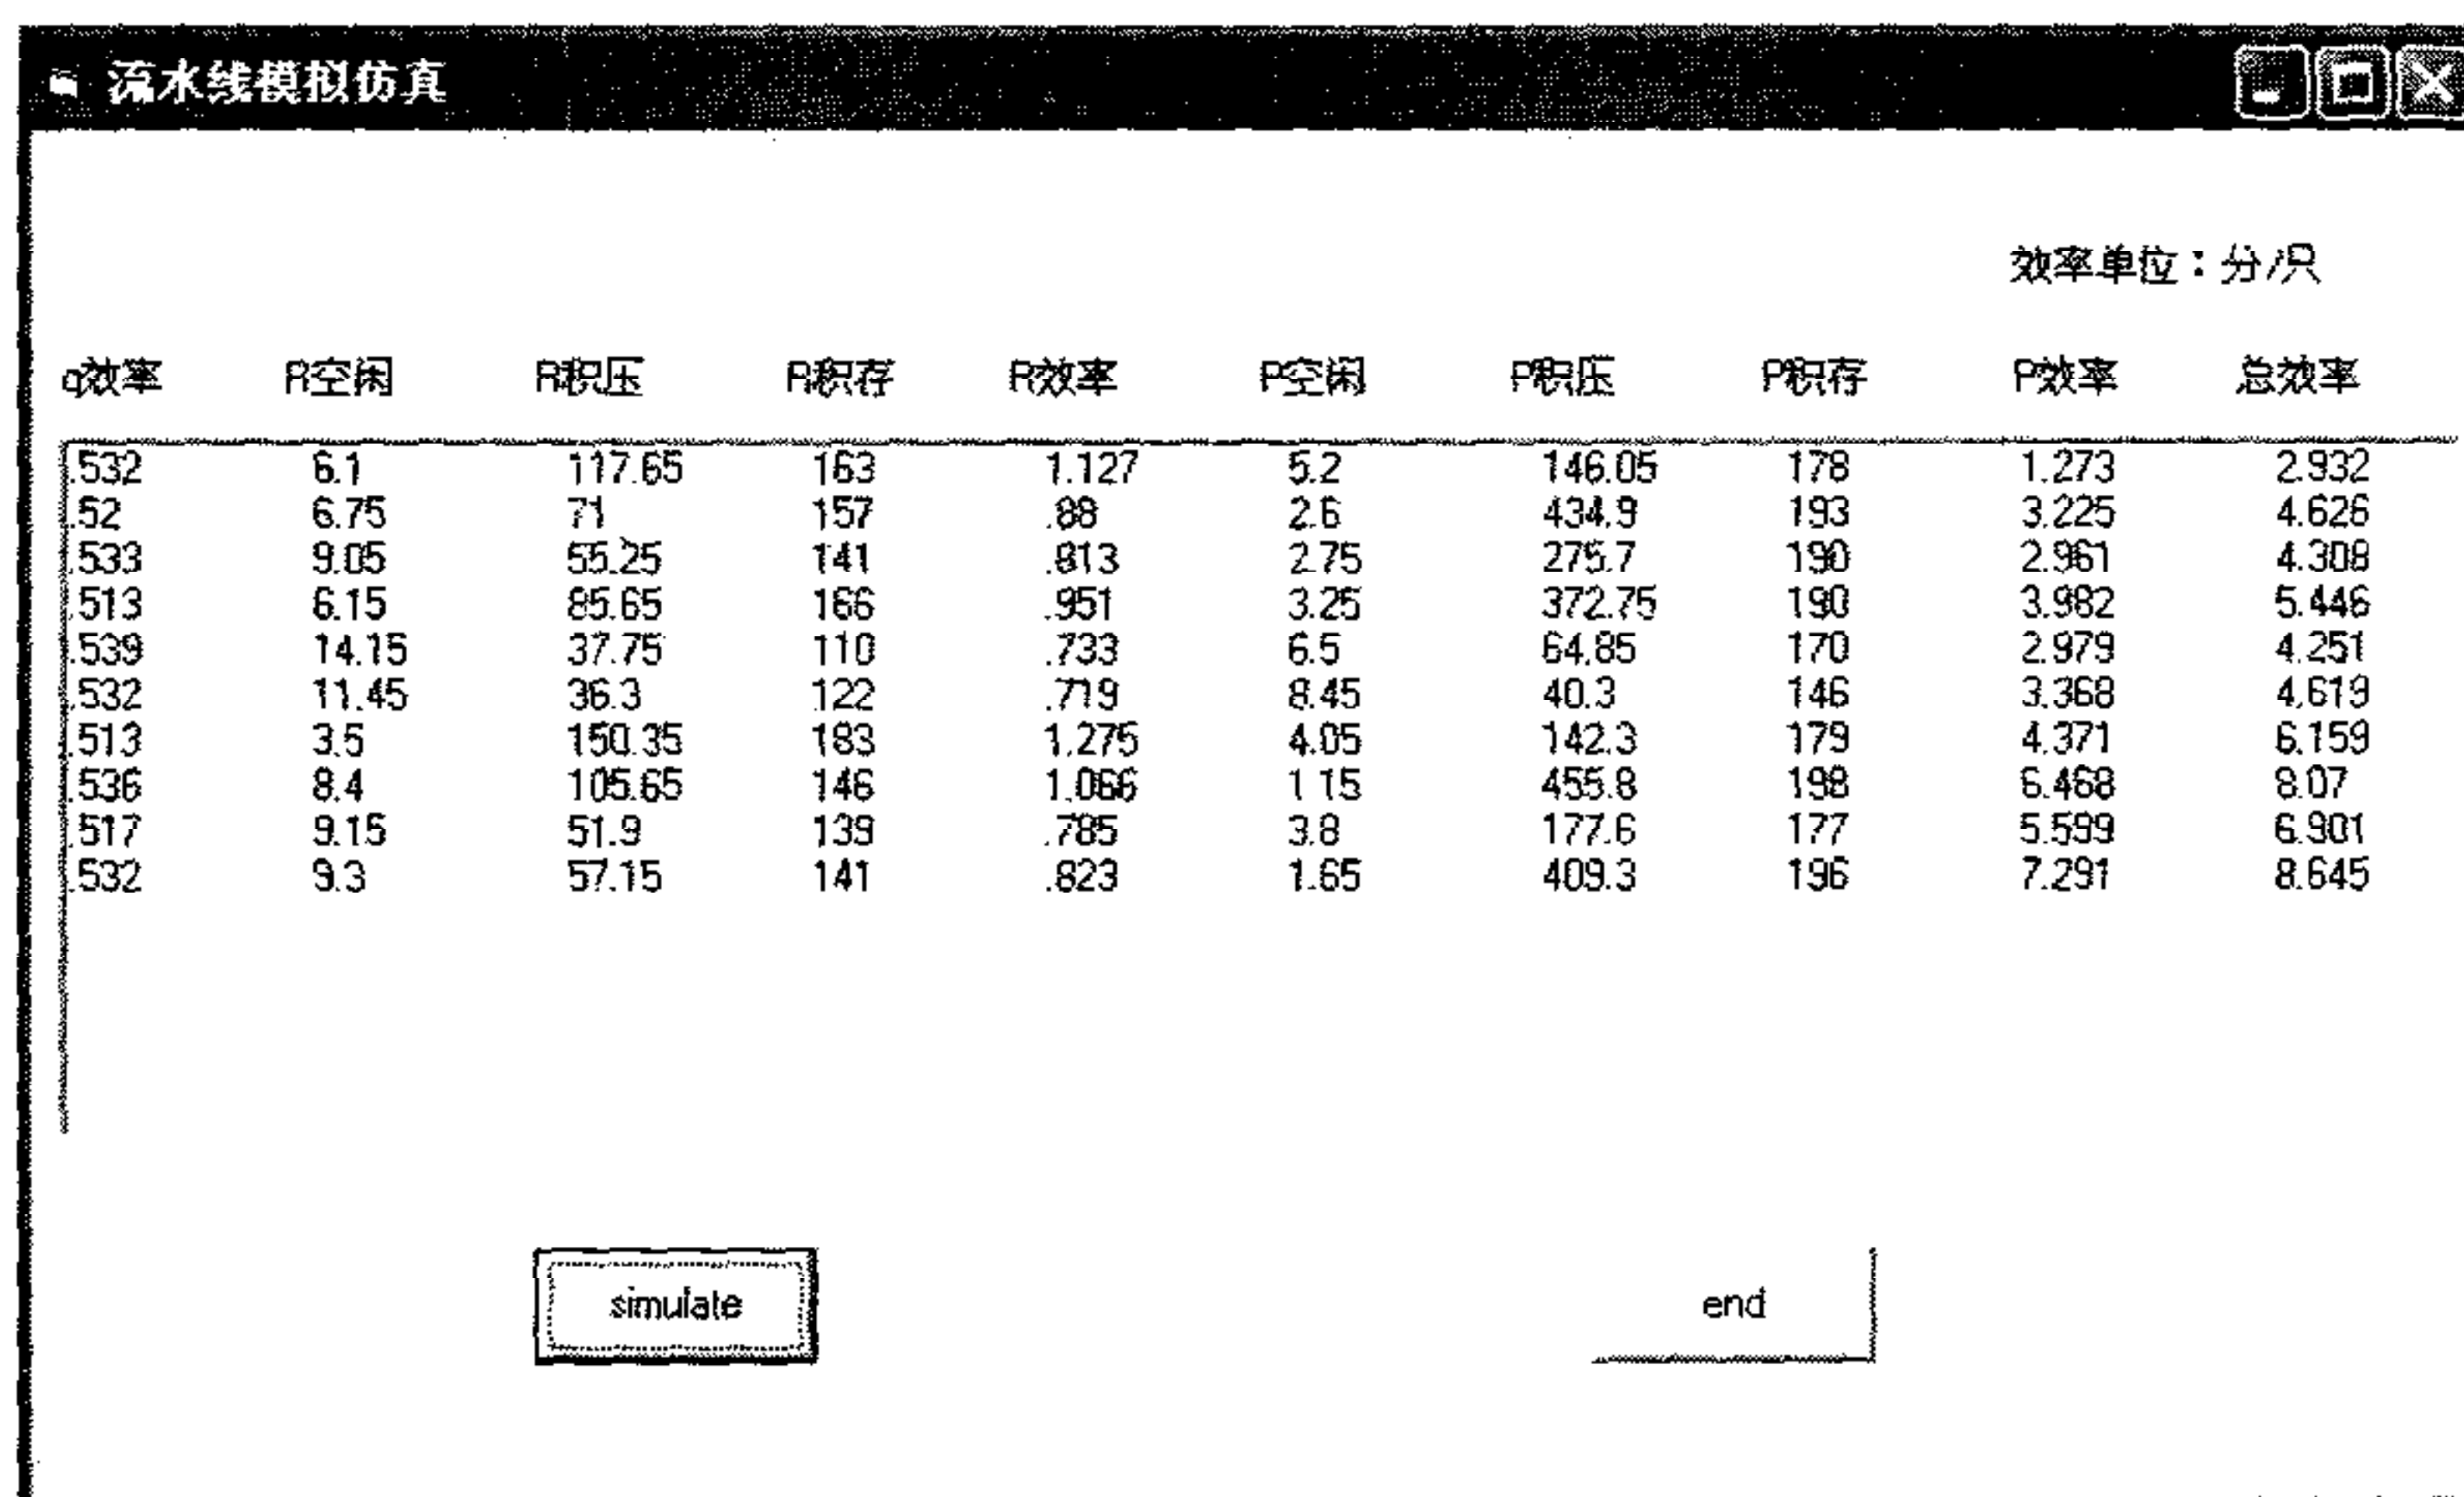 流水线模拟仿真
效率单位：分/只
q效率 R空闲 R积压 R积存 R效率 P空闲 P积压 P积存 P效率 总效率
.532 6.1 117.65 163 1.127 5.2 146.05 178 1.273 2.932
.52 6.75 71 157 .88 2.6 434.9 193 3.225 4.626
.533 9.05 55.25 141 .813 2.75 275.7 190 2.961 4.308
.513 6.15 85.65 166 .951 3.25 372.75 190 3.982 5.446
.539 14.15 37.75 110 .733 6.5 64.85 170 2.979 4.251
.532 11.45 36.3 122 .719 8.45 40.3 146 3.368 4.619
.513 3.5 150.35 183 1.275 4.05 142.3 179 4.371 6.159
.536 8.4 105.65 146 1.066 1.15 455.8 198 6.468 8.07
.517 9.15 51.9 139 .785 3.8 177.6 177 5.599 6.901
.532 9.3 57.15 141 .823 1.65 409.3 196 7.291 8.645
simulate end